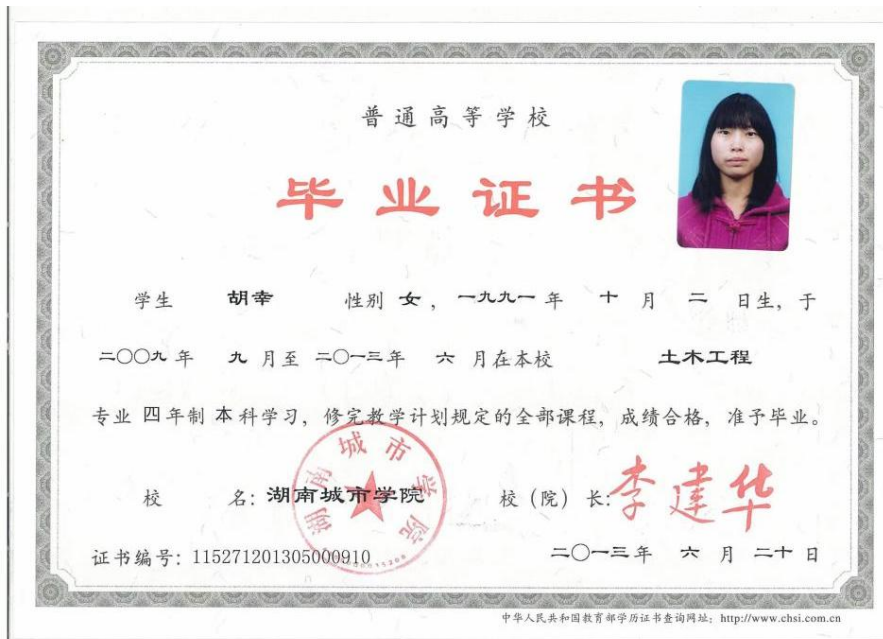 普通高等学校
毕业证书
学生 胡幸 性别 女，一九九一年 十 月 二 日生，于
二〇〇九年 九 月至 二〇一三年 六 月在本校 土木工程
专业 四年制 本科学习，修完教学计划规定的全部课程，成绩合格，准予毕业。
校 名：湖南城市学院 校（院）长：李建华
湖南城市学院
证书编号：115271201305000910 二〇一三年 六 月 二十 日
中华人民共和国教育部学历证书查询网址：http://www.chsi.com.cn